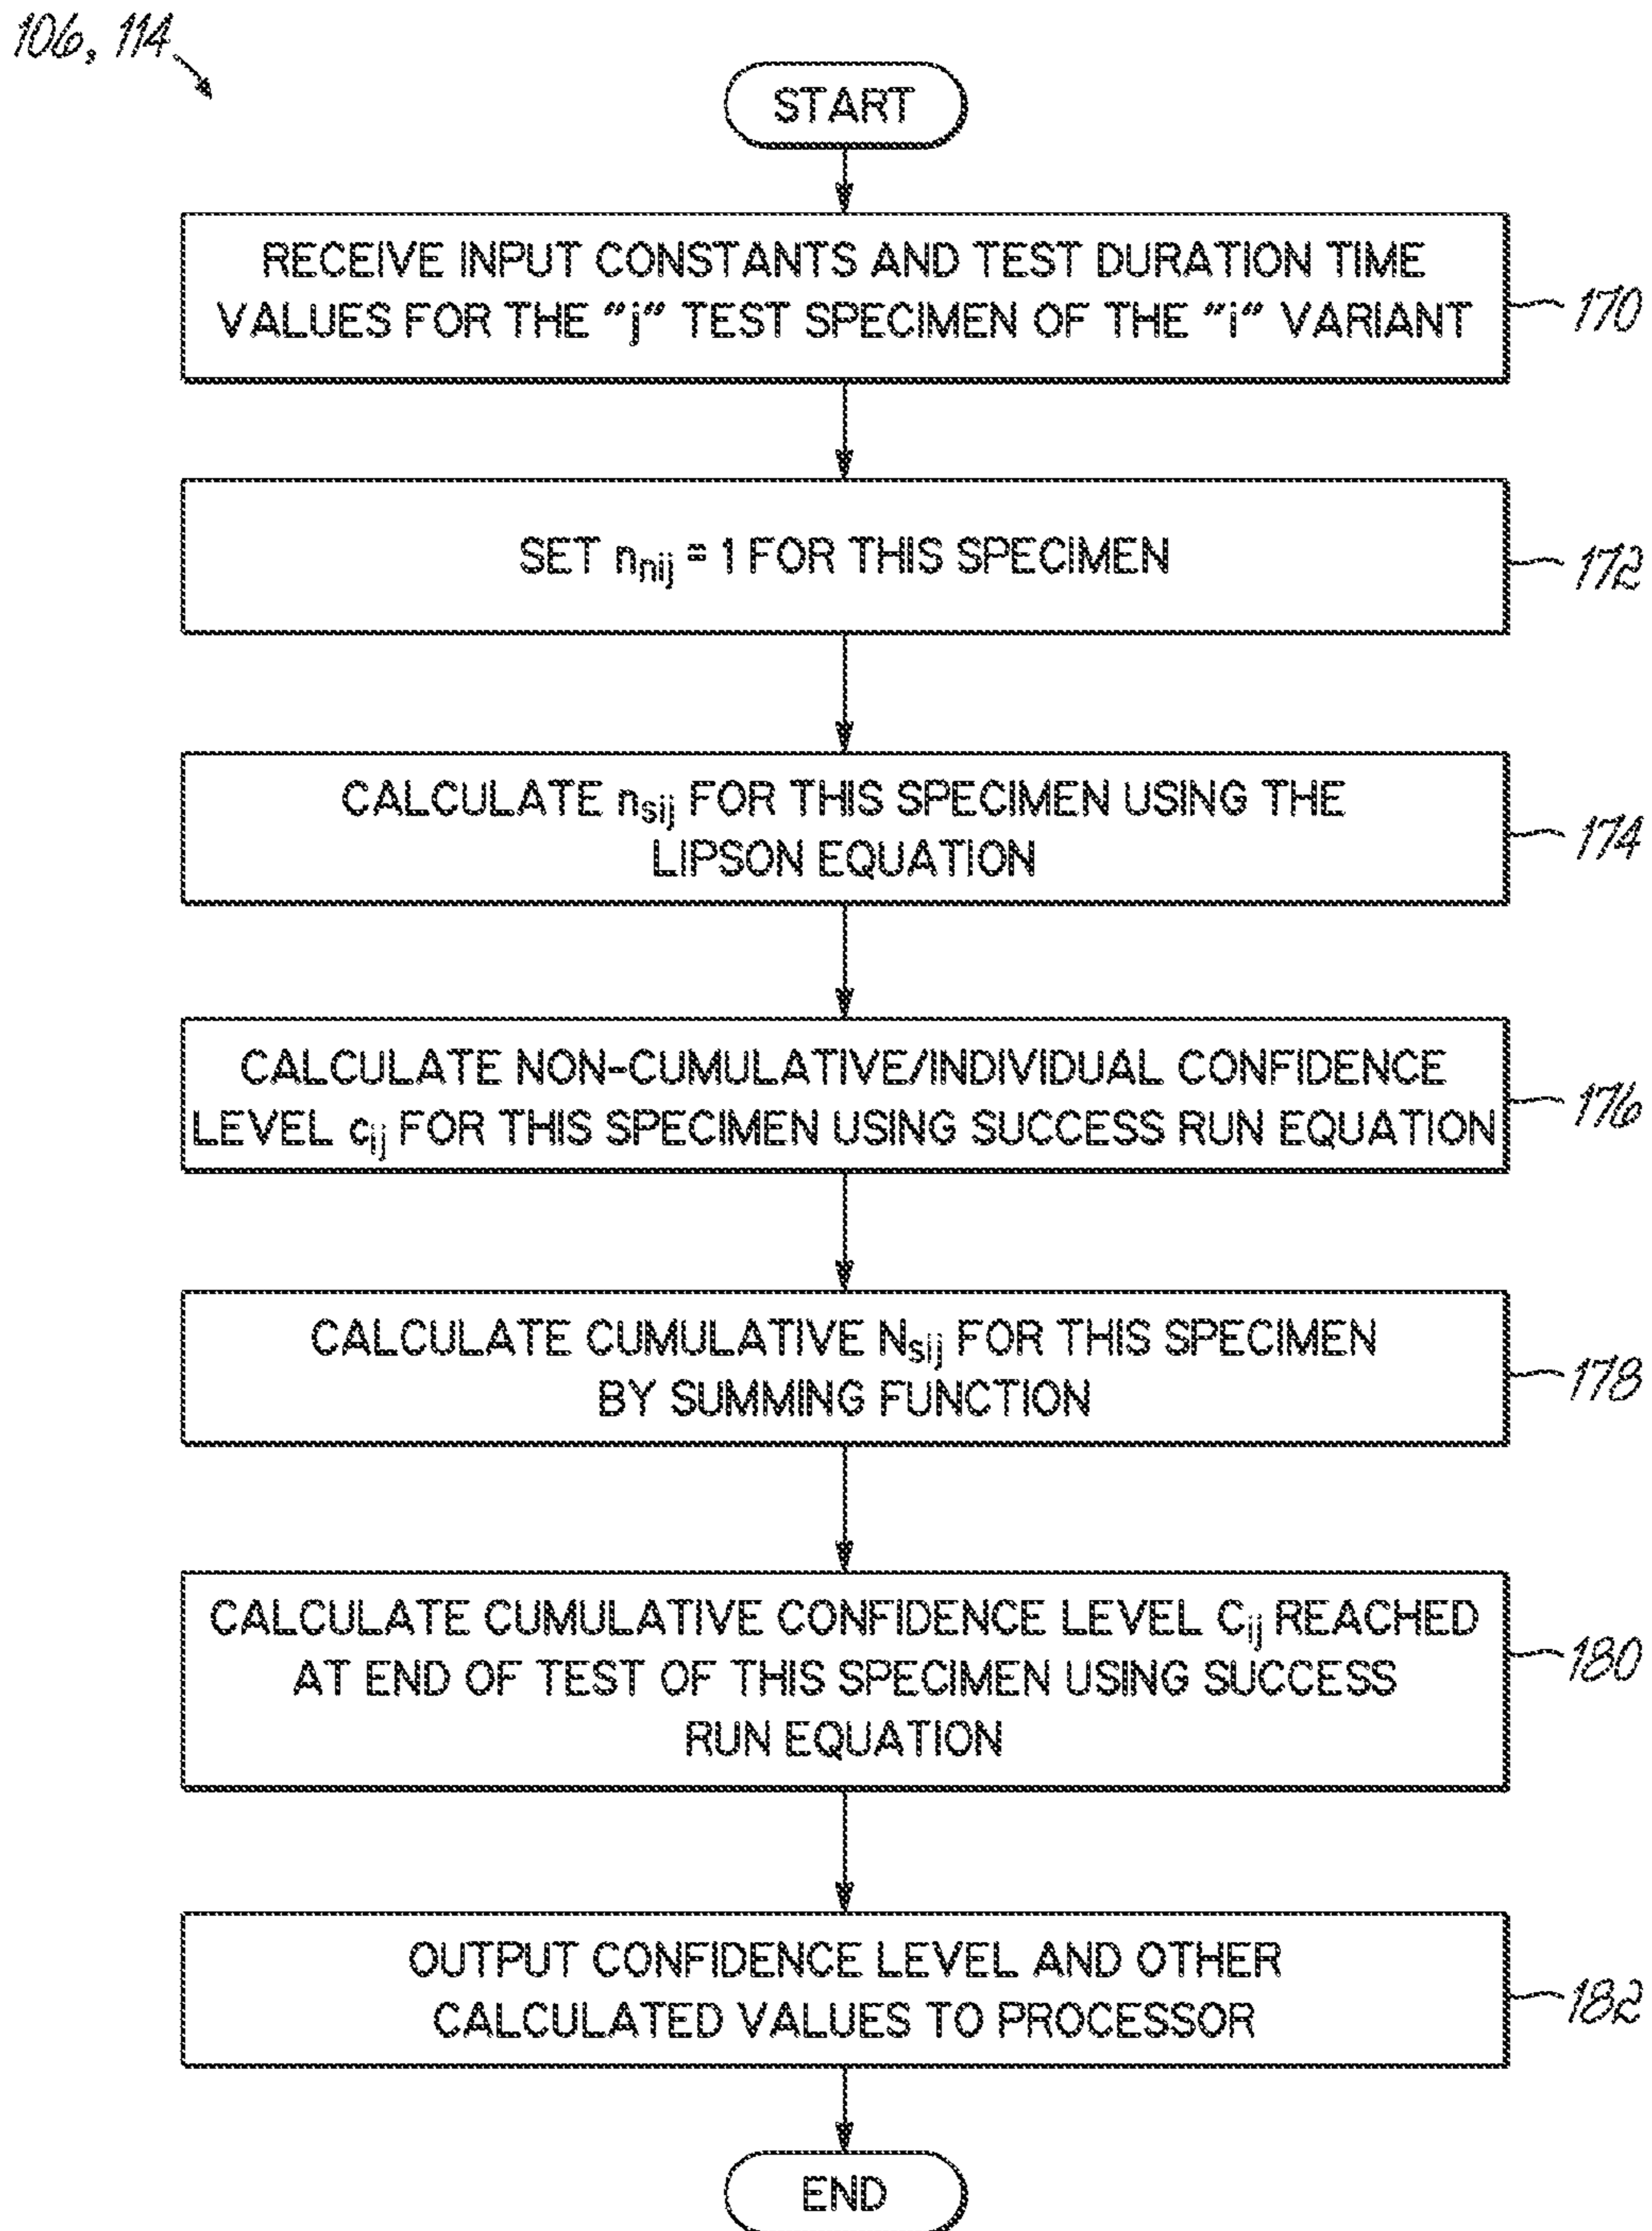 106, 114
START
RECEIVE INPUT CONSTANTS AND TEST DURATION TIME
VALUES FOR THE "j" TEST SPECIMEN OF THE "i" VARIANT
170
SET nnij = 1 FOR THIS SPECIMEN
172
CALCULATE nsij FOR THIS SPECIMEN USING THE
LIPSON EQUATION
174
CALCULATE NON-CUMULATIVE/INDIVIDUAL CONFIDENCE
LEVEL cij FOR THIS SPECIMEN USING SUCCESS RUN EQUATION
176
CALCULATE CUMULATIVE Nsij FOR THIS SPECIMEN
BY SUMMING FUNCTION
178
CALCULATE CUMULATIVE CONFIDENCE LEVEL Cij REACHED
AT END OF TEST OF THIS SPECIMEN USING SUCCESS
RUN EQUATION
180
OUTPUT CONFIDENCE LEVEL AND OTHER
CALCULATED VALUES TO PROCESSOR
182
END